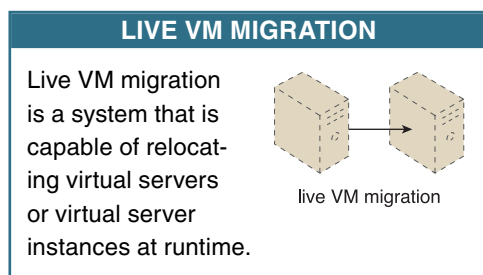 LIVE VM MIGRATION
Live VM migration
is a system that is
capable of relocat-
ing virtual servers
or virtual server
instances at runtime.
live VM migration